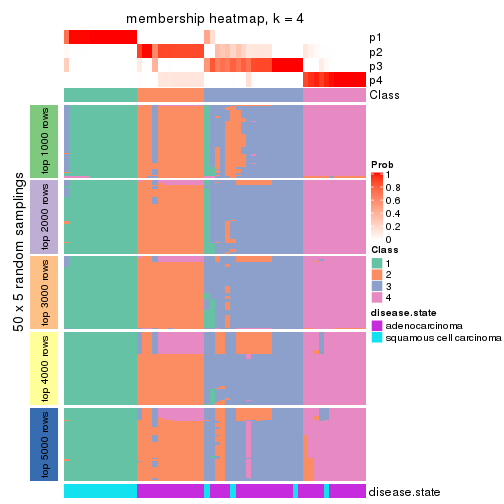 membership heatmap, k = 4
p1
p2
p3
p4
Class
50 x 5 random samplings
top 1000 rows
top 2000 rows
top 3000 rows
top 4000 rows
top 5000 rows
Prob
1
0.8
0.6
0.4
0.2
0
Class
1
2
3
4
disease.state
adenocarcinoma
squamous cell carcinoma
disease.state